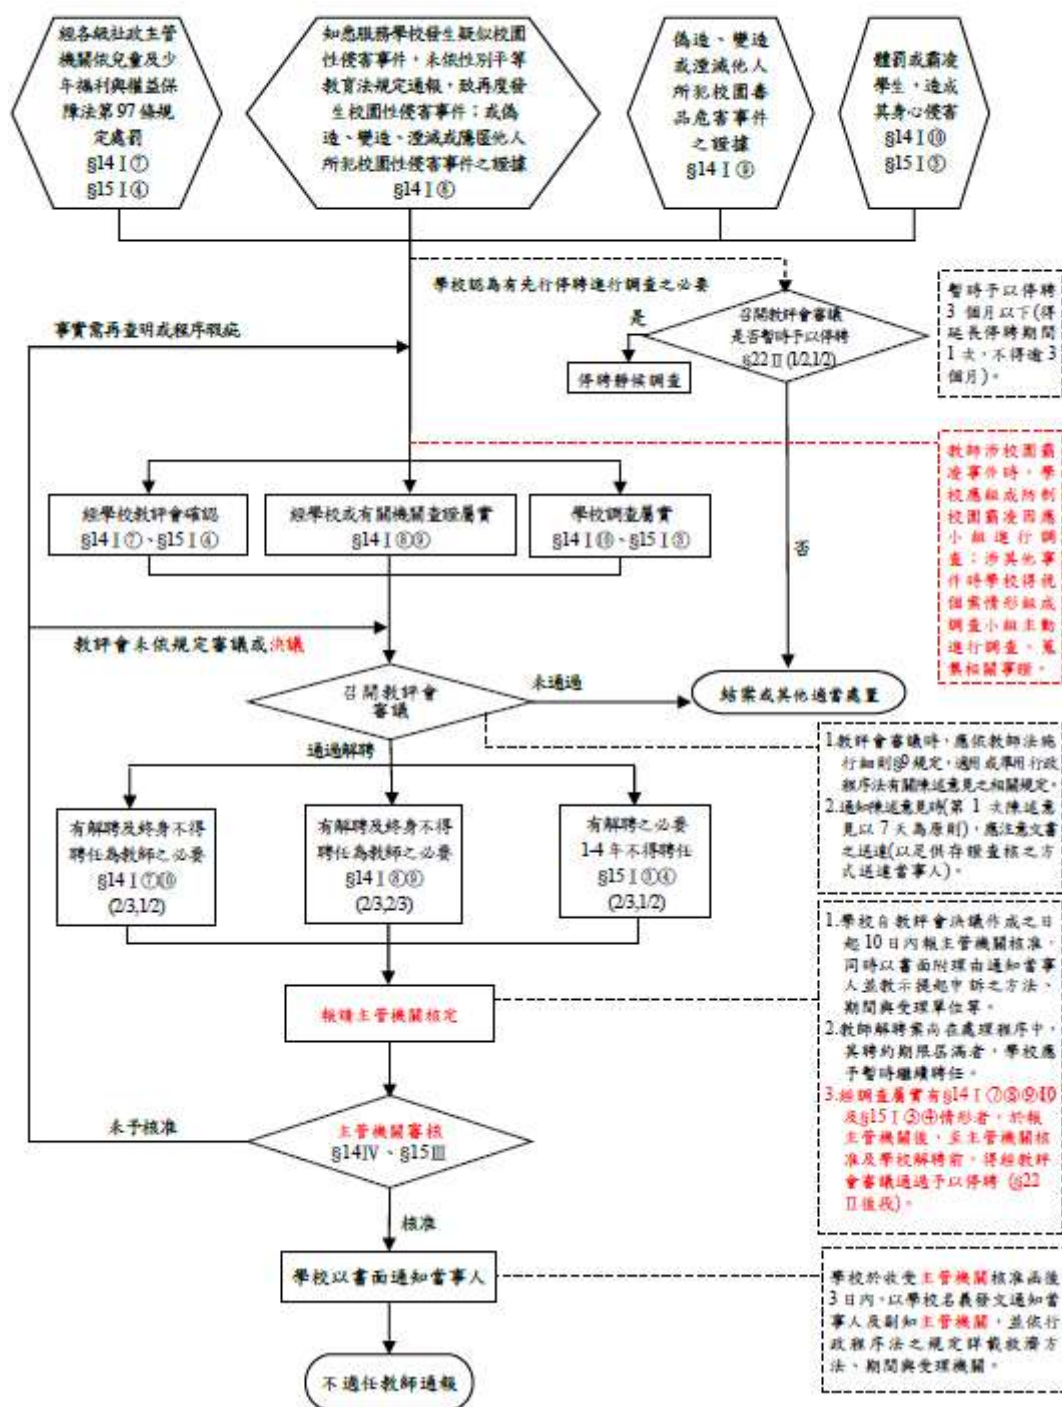 經各級社政主管
機關依兒童及少
年福利與權益保
障法第97條規
定處罰
§14 I ⑦
§15 I ④
知悉服務學校發生疑似校園
性侵害事件，未依性別平等
教育法規定通報，致再度發
生校園性侵害事件；或偽
造、變造、湮滅或隱匿他人
所犯校園性侵害事件之證據
§14 I ⑧
偽造、變造
或湮滅他人
所犯校園毒
品危害事件
之證據
§14 I ⑨
體罰或霸凌
學生，造成
其身心侵害
§14 I ⑩
§15 I ③
學校認為有先行停聘進行調查之必要
召開教評會審議
是否暫時予以停聘
§22 II (1/2,1/2)
是
停聘靜候調查
否
暫時予以停聘
3 個月以下(得
延長停聘期間
1 次，不得逾 3
個月)。
事實需再查明或程序瑕疵
教師涉校園霸
凌事件時，學
校應組成防制
校園霸凌因應
小組進行調
查；涉其他事
件時學校得視
個案情形組成
調查小組主動
進行調查、蒐
集相關事證。
經學校教評會確認
§14 I ⑦、§15 I ④
經學校或有關機關查證屬實
§14 I ⑧⑨
學校調查屬實
§14 I ⑩、§15 I ③
教評會未依規定審議或決議
召開教評會
審議
未通過
結案或其他適當處置
通過解聘
1.教評會審議時，應依教師法施
行細則§9規定，適用或準用行政
程序法有關陳述意見之相關規定。
2.通知陳述意見時(第 1 次陳述意
見以 7 天為原則)，應注意文書
之送達(以足供存證查核之方
式送達當事人)。
有解聘及終身不得
聘任為教師之必要
§14 I ⑦⑩
(2/3,1/2)
有解聘及終身不得
聘任為教師之必要
§14 I ⑧⑨
(2/3,2/3)
有解聘之必要
1-4 年不得聘任
§15 I ③④
(2/3,1/2)
報請主管機關核定
1.學校自教評會決議作成之日
起 10 日內報主管機關核准，
同時以書面附理由通知當事
人並教示提起申訴之方法、
期間與受理單位等。
2.教師解聘案尚在處理程序中，
其聘約期限屆滿者，學校應
予暫時繼續聘任。
3.經調查屬實有§14 I ⑦⑧⑨⑩
及§15 I ③④情形者，於報
主管機關後，至主管機關核
准及學校解聘前，得經教評
會審議通過予以停聘 (§22
II 後段)。
未予核准
主管機關審核
§14IV、§15III
核准
學校以書面通知當事人
學校於收受主管機關核准函後
3 日內，以學校名義發文通知當
事人及副知主管機關，並依行
政程序法之規定詳載救濟方
法、期間與受理機關。
不適任教師通報